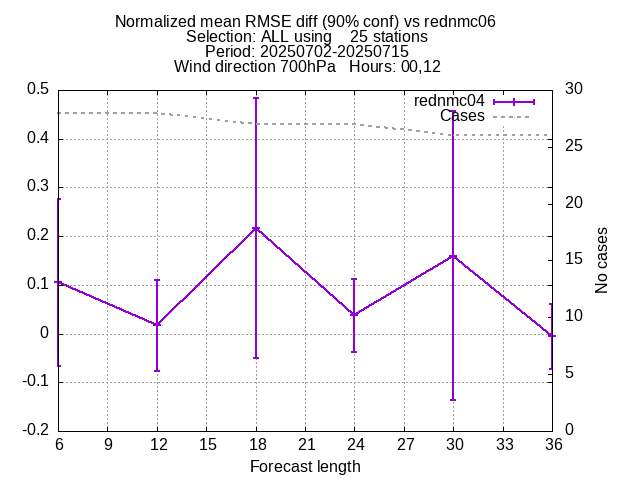 Normalized mean RMSE diff (90% conf) vs rednmc06
Selection: ALL using    25 stations
Period: 20250702-20250715
Wind direction 700hPa   Hours: 00,12
rednmc04
Cases
0.5
0.4
0.3
0.2
0.1
0
-0.1
-0.2
30
25
20
15
10
5
0
No cases
6 9 12 15 18 21 24 27 30 33 36
Forecast length